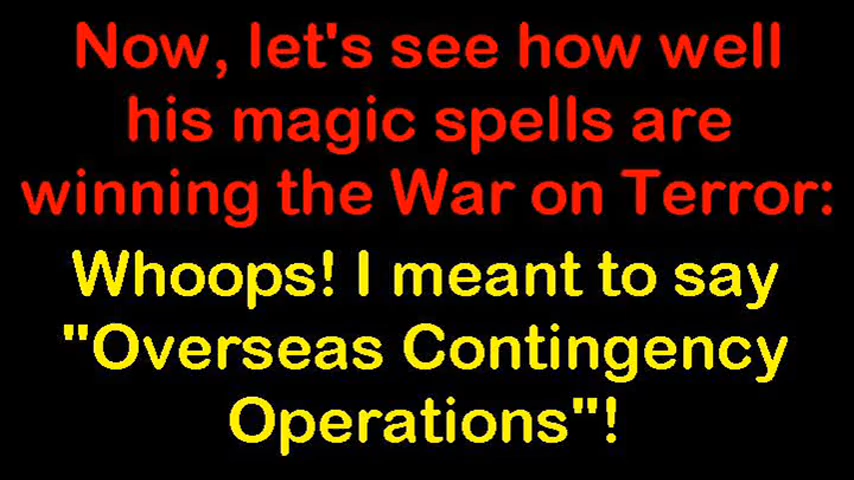 Now, let's see how well
his magic spells are
winning the War on Terror:
Whoops! I meant to say
"Overseas Contingency
Operations"!